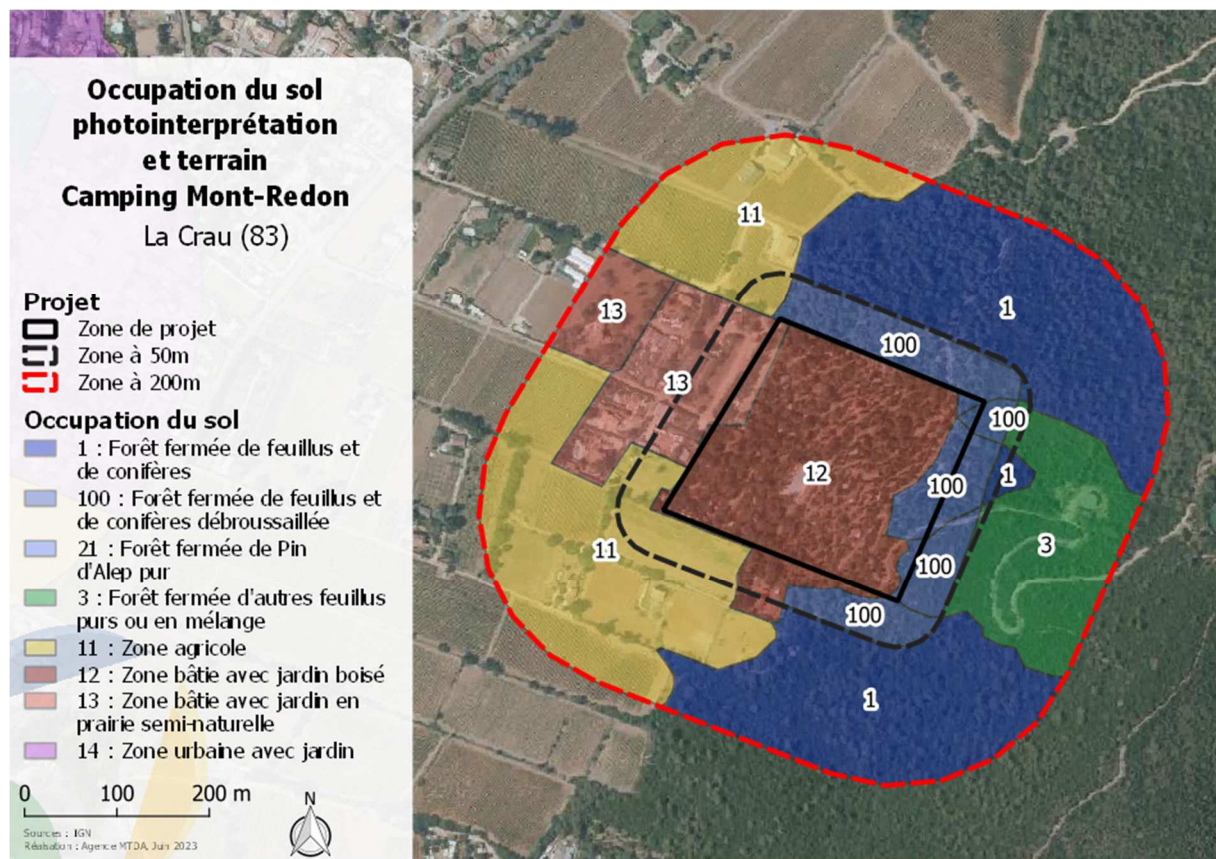 Occupation du sol
photointerprétation
et terrain
Camping Mont-Redon
La Crau (83)
Projet
Zone de projet
Zone à 50m
Zone à 200m
Occupation du sol
1 : Forêt fermée de feuillus et
de conifères
100 : Forêt fermée de feuillus et
de conifères débroussaillée
21 : Forêt fermée de Pin
d'Alep pur
3 : Forêt fermée d'autres feuillus
purs ou en mélange
11 : Zone agricole
12 : Zone bâtie avec jardin boisé
13 : Zone bâtie avec jardin en
prairie semi-naturelle
14 : Zone urbaine avec jardin
0 100 200 m
N
Sources : IGN
Réalisation : Agence MTDA, Juin 2023
11
13
1
100
13
100
12
1
100
3
11
100
100
1